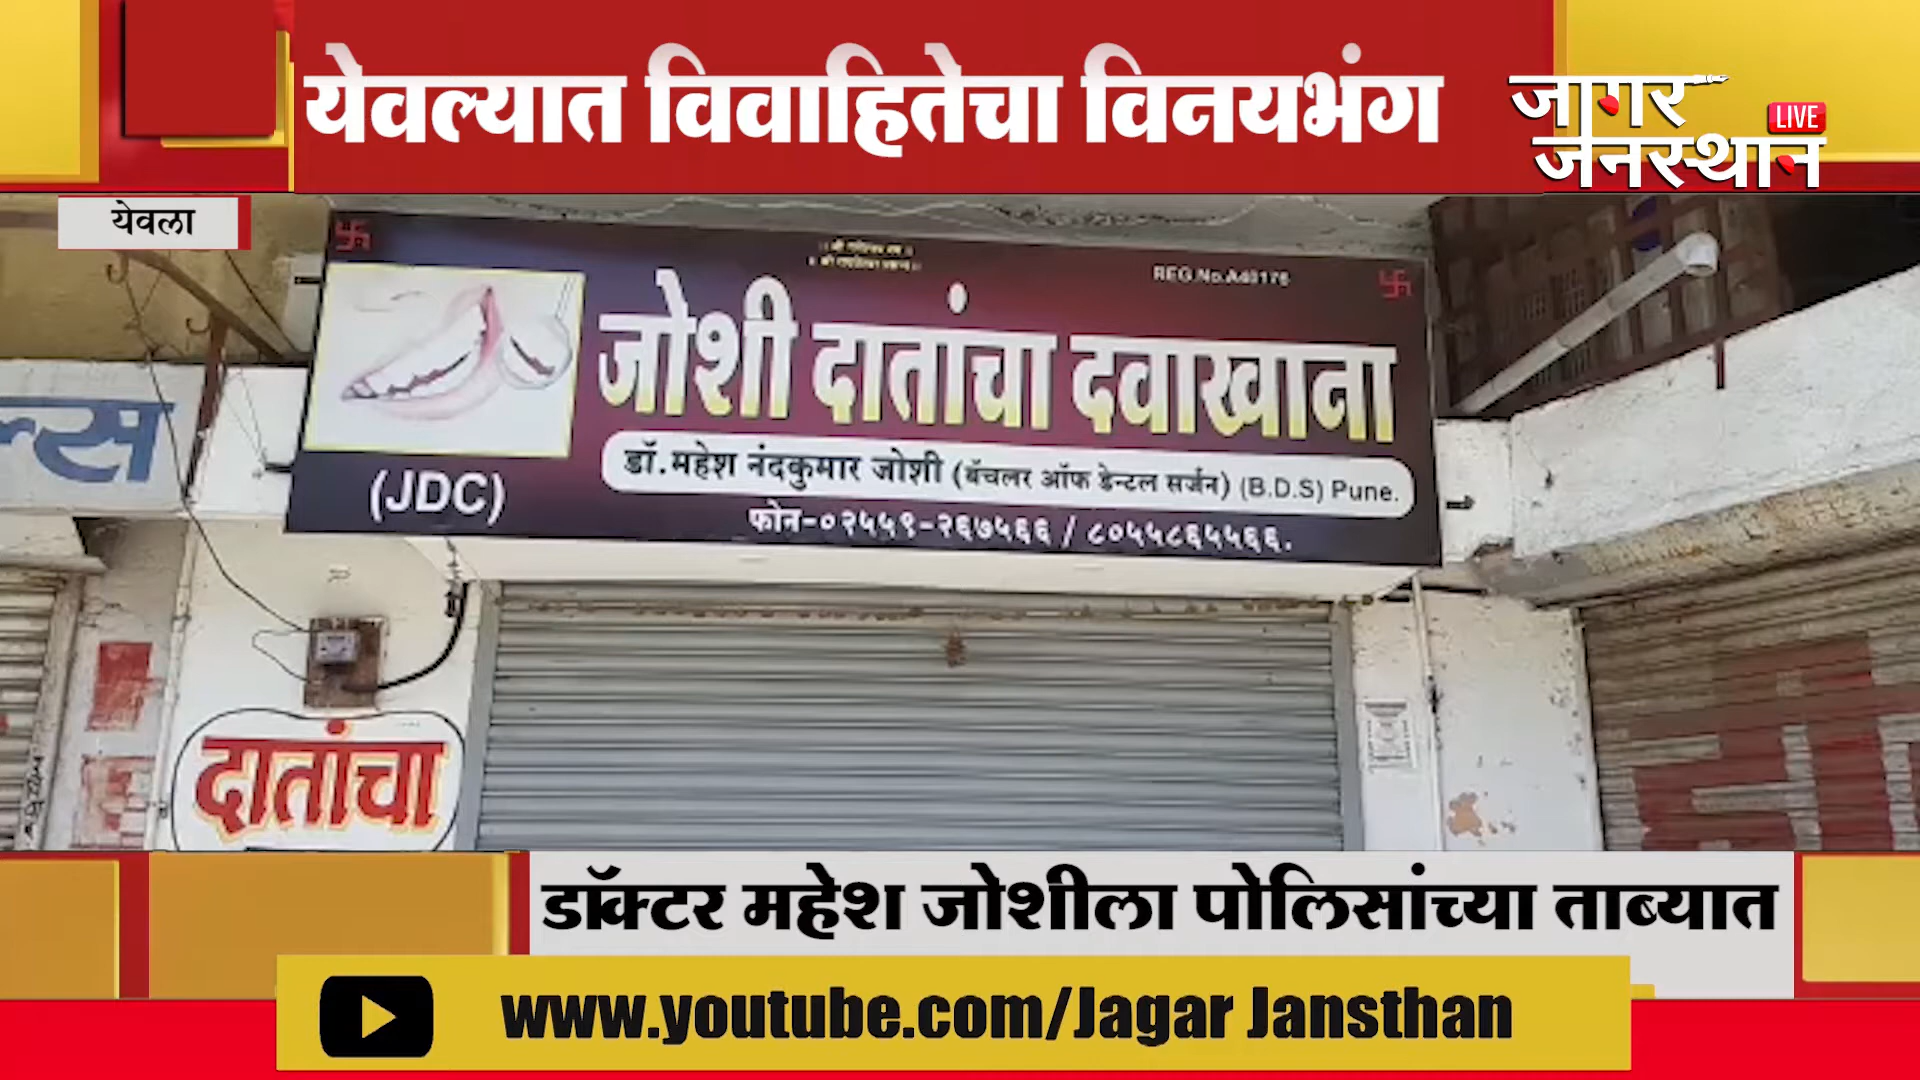 येवल्यात विवाहितेचा विनयभंग
जागर
LIVE
जनस्थान
येवला
REG.No.A40176
जोशी दातांचा दवाखाना
डॉ.महेश नंदकुमार जोशी (बॅचलर ऑफ डेन्टल सर्जन) (B.D.S) Pune.
(JDC)
फोन-०२५५९-२६७५६६ / ८०५५८६५५६६.
ल्स
दातांचा
डॉक्टर महेश जोशीला पोलिसांच्या ताब्यात
www.youtube.com/Jagar Jansthan